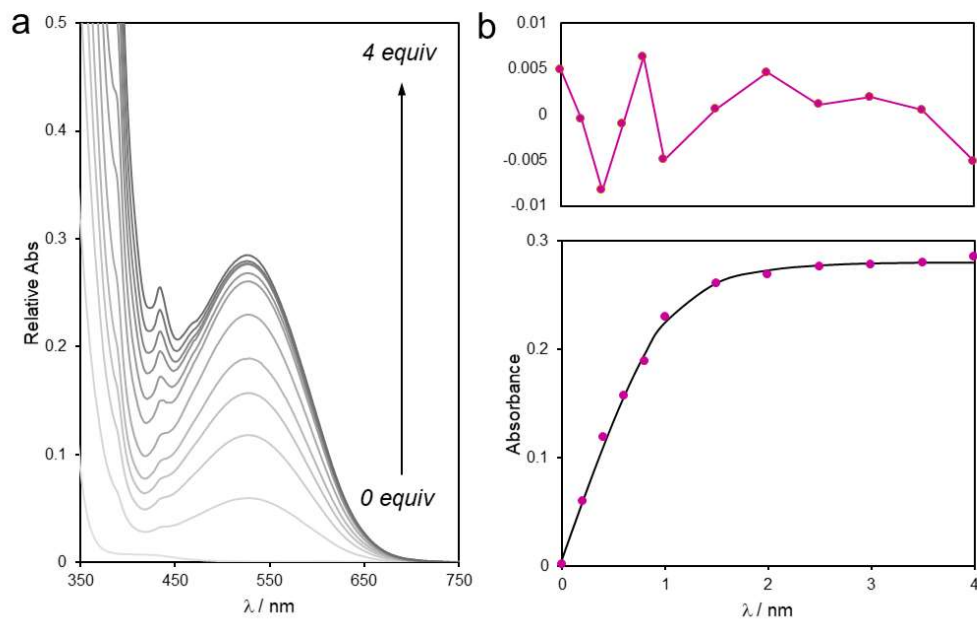 a
0.5
0.4
0.3
0.2
0.1
0
Relative Abs
4 equiv
0 equiv
350 450 550 650 750
λ / nm
b
0.01
0.005
0
-0.005
-0.01
0.3
0.2
0.1
0
Absorbance
0 1 2 3 4
λ / nm